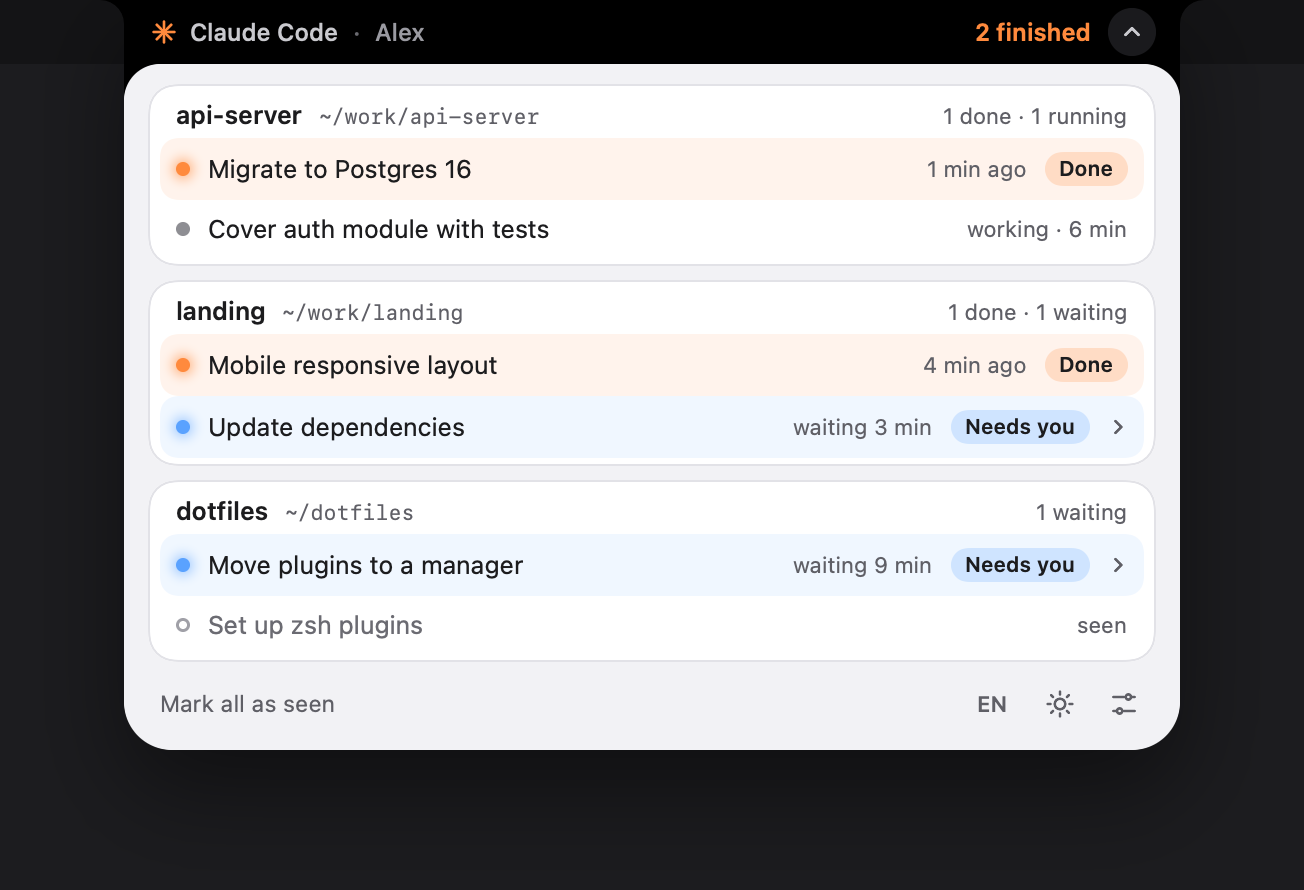 Claude Code · Alex 2 finished
api-server ~/work/api-server 1 done · 1 running
Migrate to Postgres 16 1 min ago Done
Cover auth module with tests working · 6 min
landing ~/work/landing 1 done · 1 waiting
Mobile responsive layout 4 min ago Done
Update dependencies waiting 3 min Needs you
dotfiles ~/dotfiles 1 waiting
Move plugins to a manager waiting 9 min Needs you
Set up zsh plugins seen
Mark all as seen EN